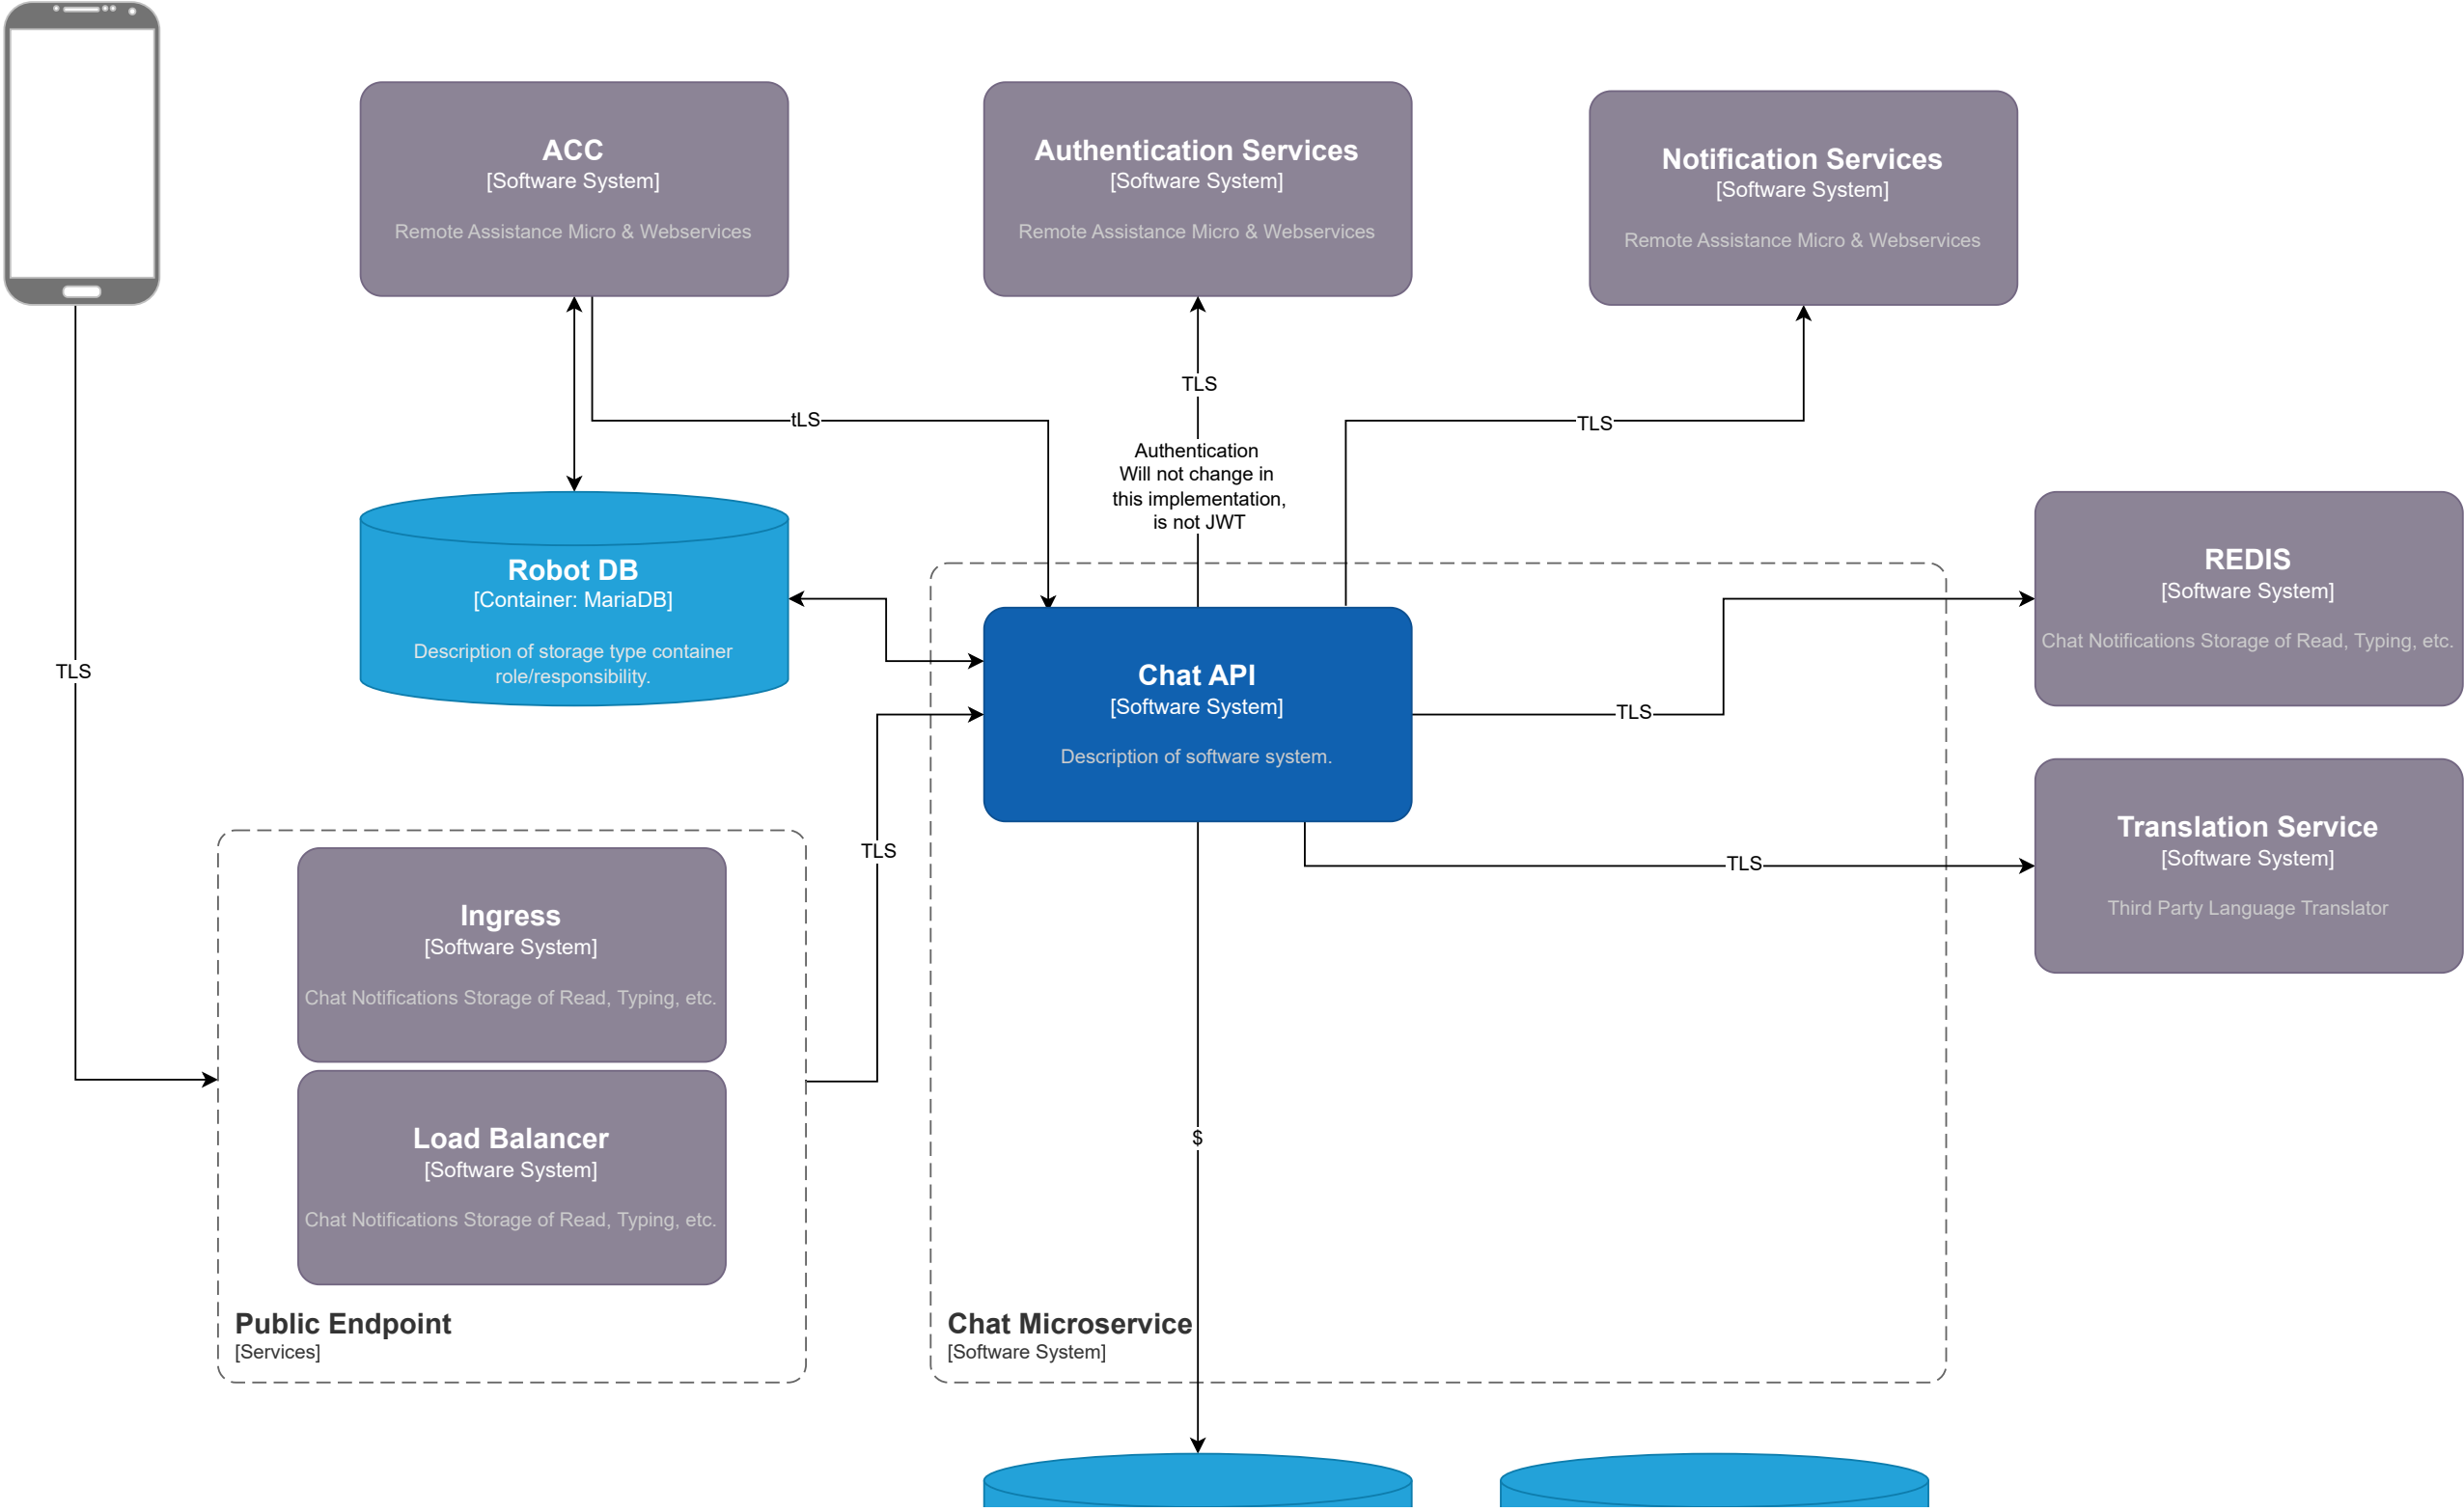 ACC
[Software System]
Remote Assistance Micro & Webservices
Authentication Services
[Software System]
Remote Assistance Micro & Webservices
Notification Services
[Software System]
Remote Assistance Micro & Webservices
TLS
tLS
TLS
Authentication
Will not change in
this implementation,
is not JWT
Robot DB
[Container: MariaDB]
Description of storage type container
role/responsibility.
REDIS
[Software System]
Chat Notifications Storage of Read, Typing, etc.
TLS
Chat API
[Software System]
Description of software system.
TLS
TLS
TLS
Translation Service
[Software System]
Third Party Language Translator
Ingress
[Software System]
Chat Notifications Storage of Read, Typing, etc.
Load Balancer
[Software System]
Chat Notifications Storage of Read, Typing, etc.
$
Public Endpoint
[Services]
Chat Microservice
[Software System]